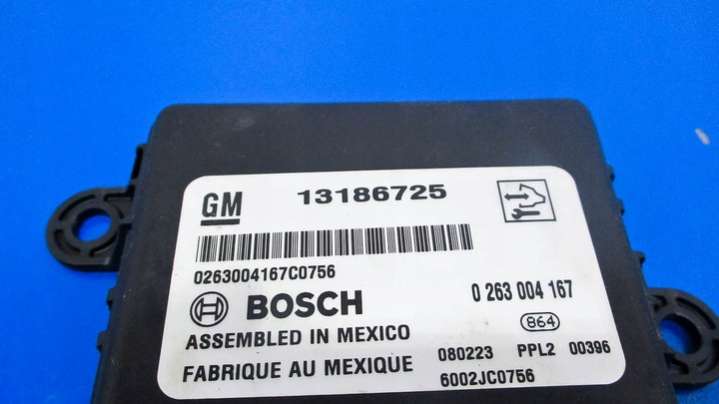 GM 13186725
0263004167C0756
BOSCH 0 263 004 167
ASSEMBLED IN MEXICO 864
FABRIQUE AU MEXIQUE 080223 PPL2 00396
6002JC0756